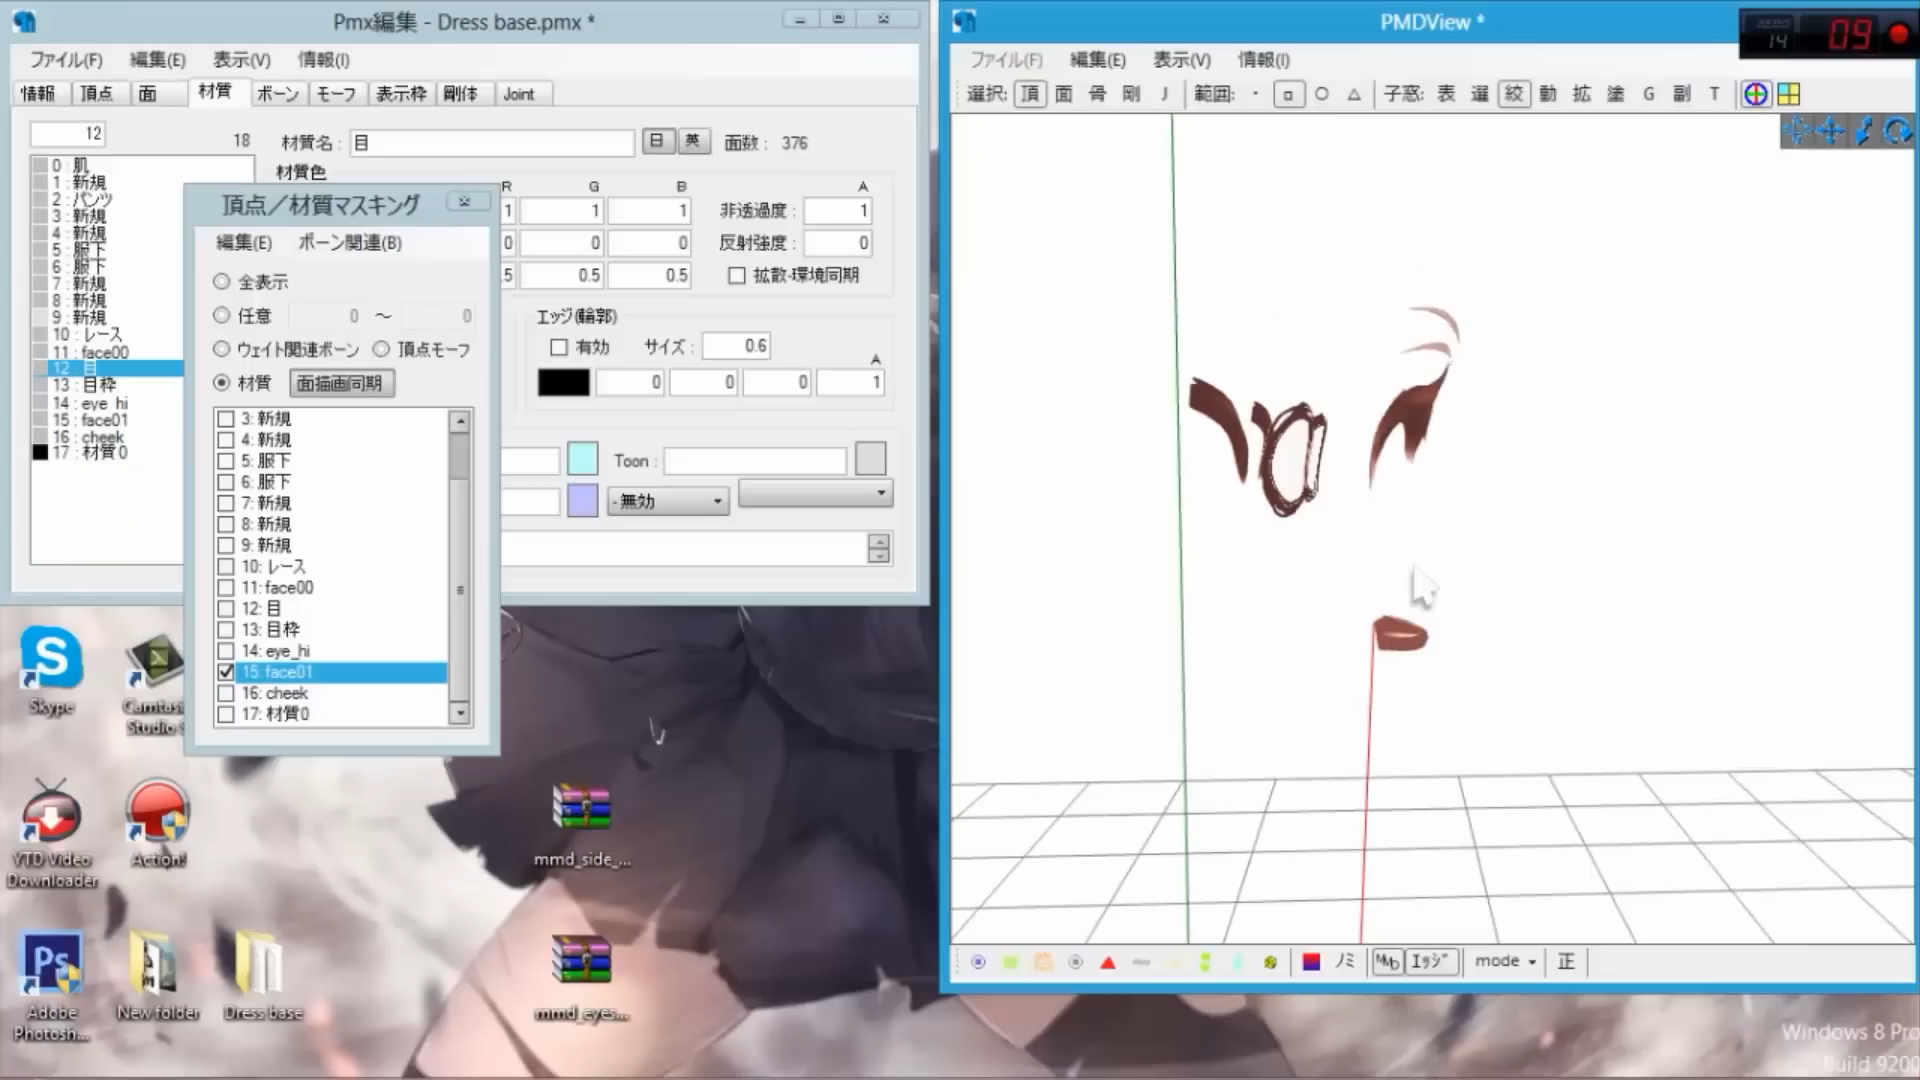 Pmx編集 - Dress base.pmx *
ファイル(F) 編集(E) 表示(V) 情報(I)
情報 頂点 面 材質 ボーン モーフ 表示枠 剛体 Joint
12 18 材質名 : 目 日 英 面数 : 376
材質色
0 : 肌
1 : 新規
2 : パンツ
3 : 新規
4 : 新規
5 : 服下
6 : 服下
7 : 新規
8 : 新規
9 : 新規
10 : レース
11 : face00
12 : 目
13 : 目枠
14 : eye_hi
15 : face01
16 : cheek
17 : 材質0
R G B A
1 1 1 非透過度 : 1
0 0 0 反射強度 : 0
.5 0.5 0.5 拡散-環境同期
エッジ(輪郭)
有効 サイズ : 0.6
A
0 0 0 1
Toon :
- 無効
頂点/材質マスキング
編集(E) ボーン関連(B)
全表示
任意 0 ~ 0
ウェイト関連ボーン 頂点モーフ
材質 面描画同期
3: 新規
4: 新規
5: 服下
6: 服下
7: 新規
8: 新規
9: 新規
10: レース
11: face00
12: 目
13: 目枠
14: eye_hi
15: face01
16: cheek
17: 材質0
PMDView *
14 09
ファイル(F) 編集(E) 表示(V) 情報(I)
選択: 頂 面 骨 剛 J 範囲: 子窓: 表 選 絞 動 拡 塗 G 副 T
MMD エッジ mode 正
Skype
Camtasi
Studio
YTD Video
Downloader
Action!
Adobe
Photosh...
New folder
Dress base
mmd_side_...
mmd_eyes...
Windows 8 Pro
Build 9200